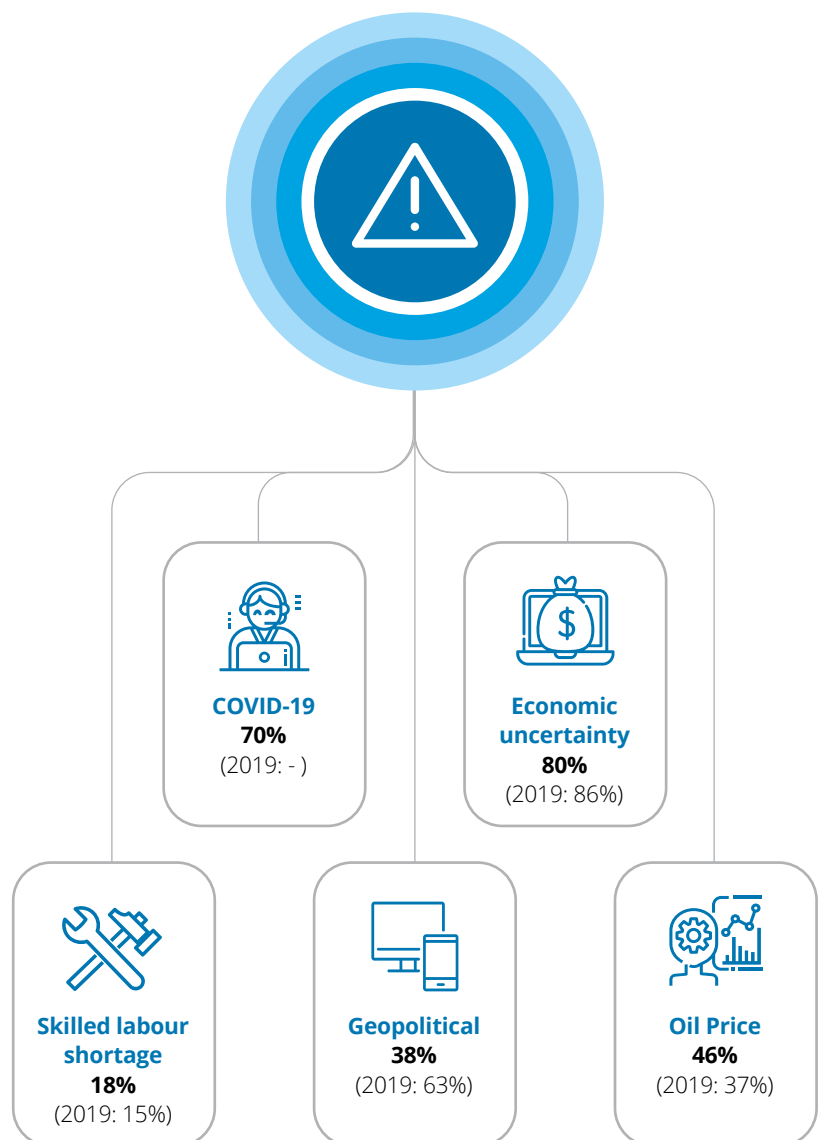 COVID-19
70%
(2019: - )
Economic
uncertainty
80%
(2019: 86%)
Skilled labour
shortage
18%
(2019: 15%)
Geopolitical
38%
(2019: 63%)
Oil Price
46%
(2019: 37%)